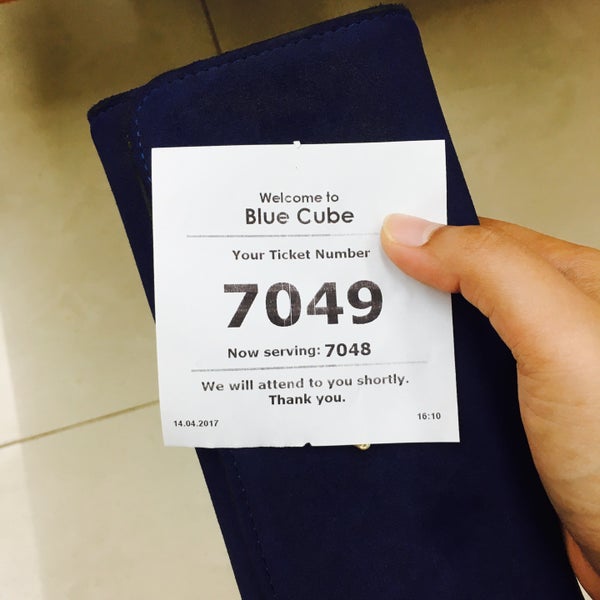 Welcome to
Blue Cube
Your Ticket Number
7049
Now serving: 7048
We will attend to you shortly.
Thank you.
14.04.2017 16:10